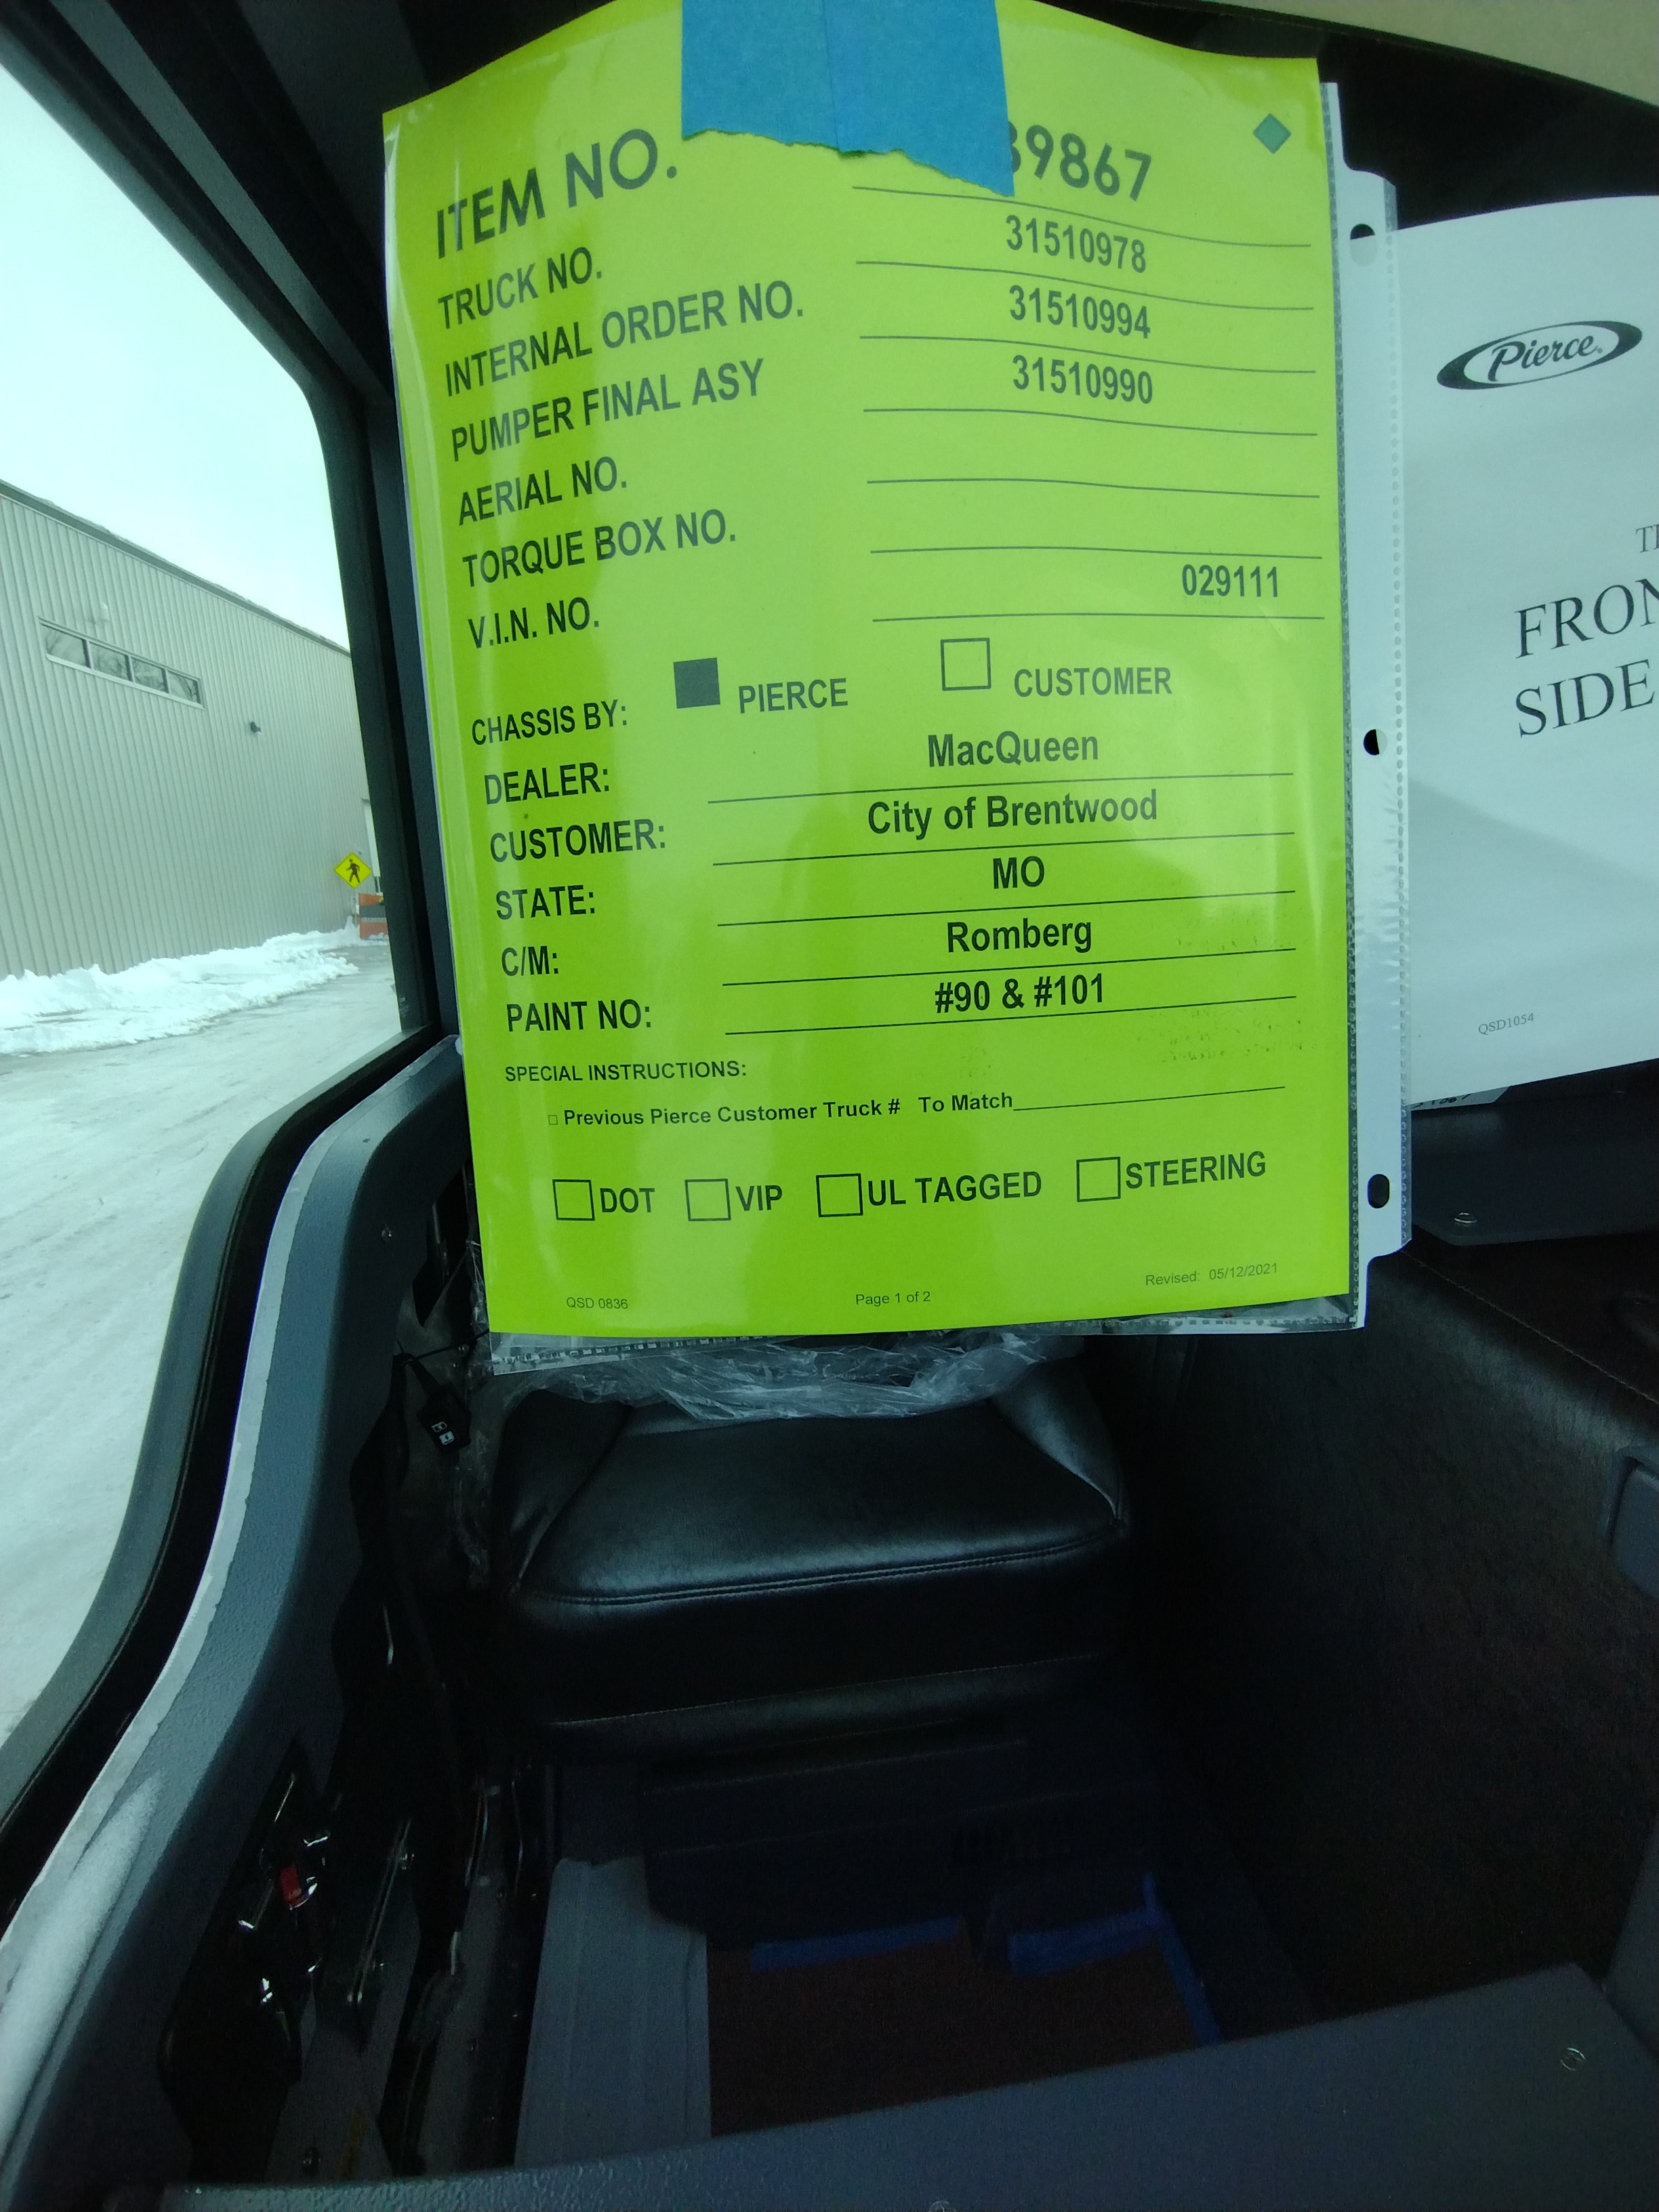 ITEM NO. 9867
TRUCK NO. 31510978
INTERNAL ORDER NO. 31510994
PUMPER FINAL ASY 31510990
AERIAL NO.
TORQUE BOX NO.
V.I.N. NO. 029111
CHASSIS BY: PIERCE CUSTOMER
DEALER: MacQueen
CUSTOMER: City of Brentwood
STATE: MO
C/M: Romberg
PAINT NO: #90 & #101
SPECIAL INSTRUCTIONS:
Previous Pierce Customer Truck # To Match
DOT VIP UL TAGGED STEERING
QSD 0836 Page 1 of 2 Revised: 05/12/2021
Pierce
SIDE
QSD1054